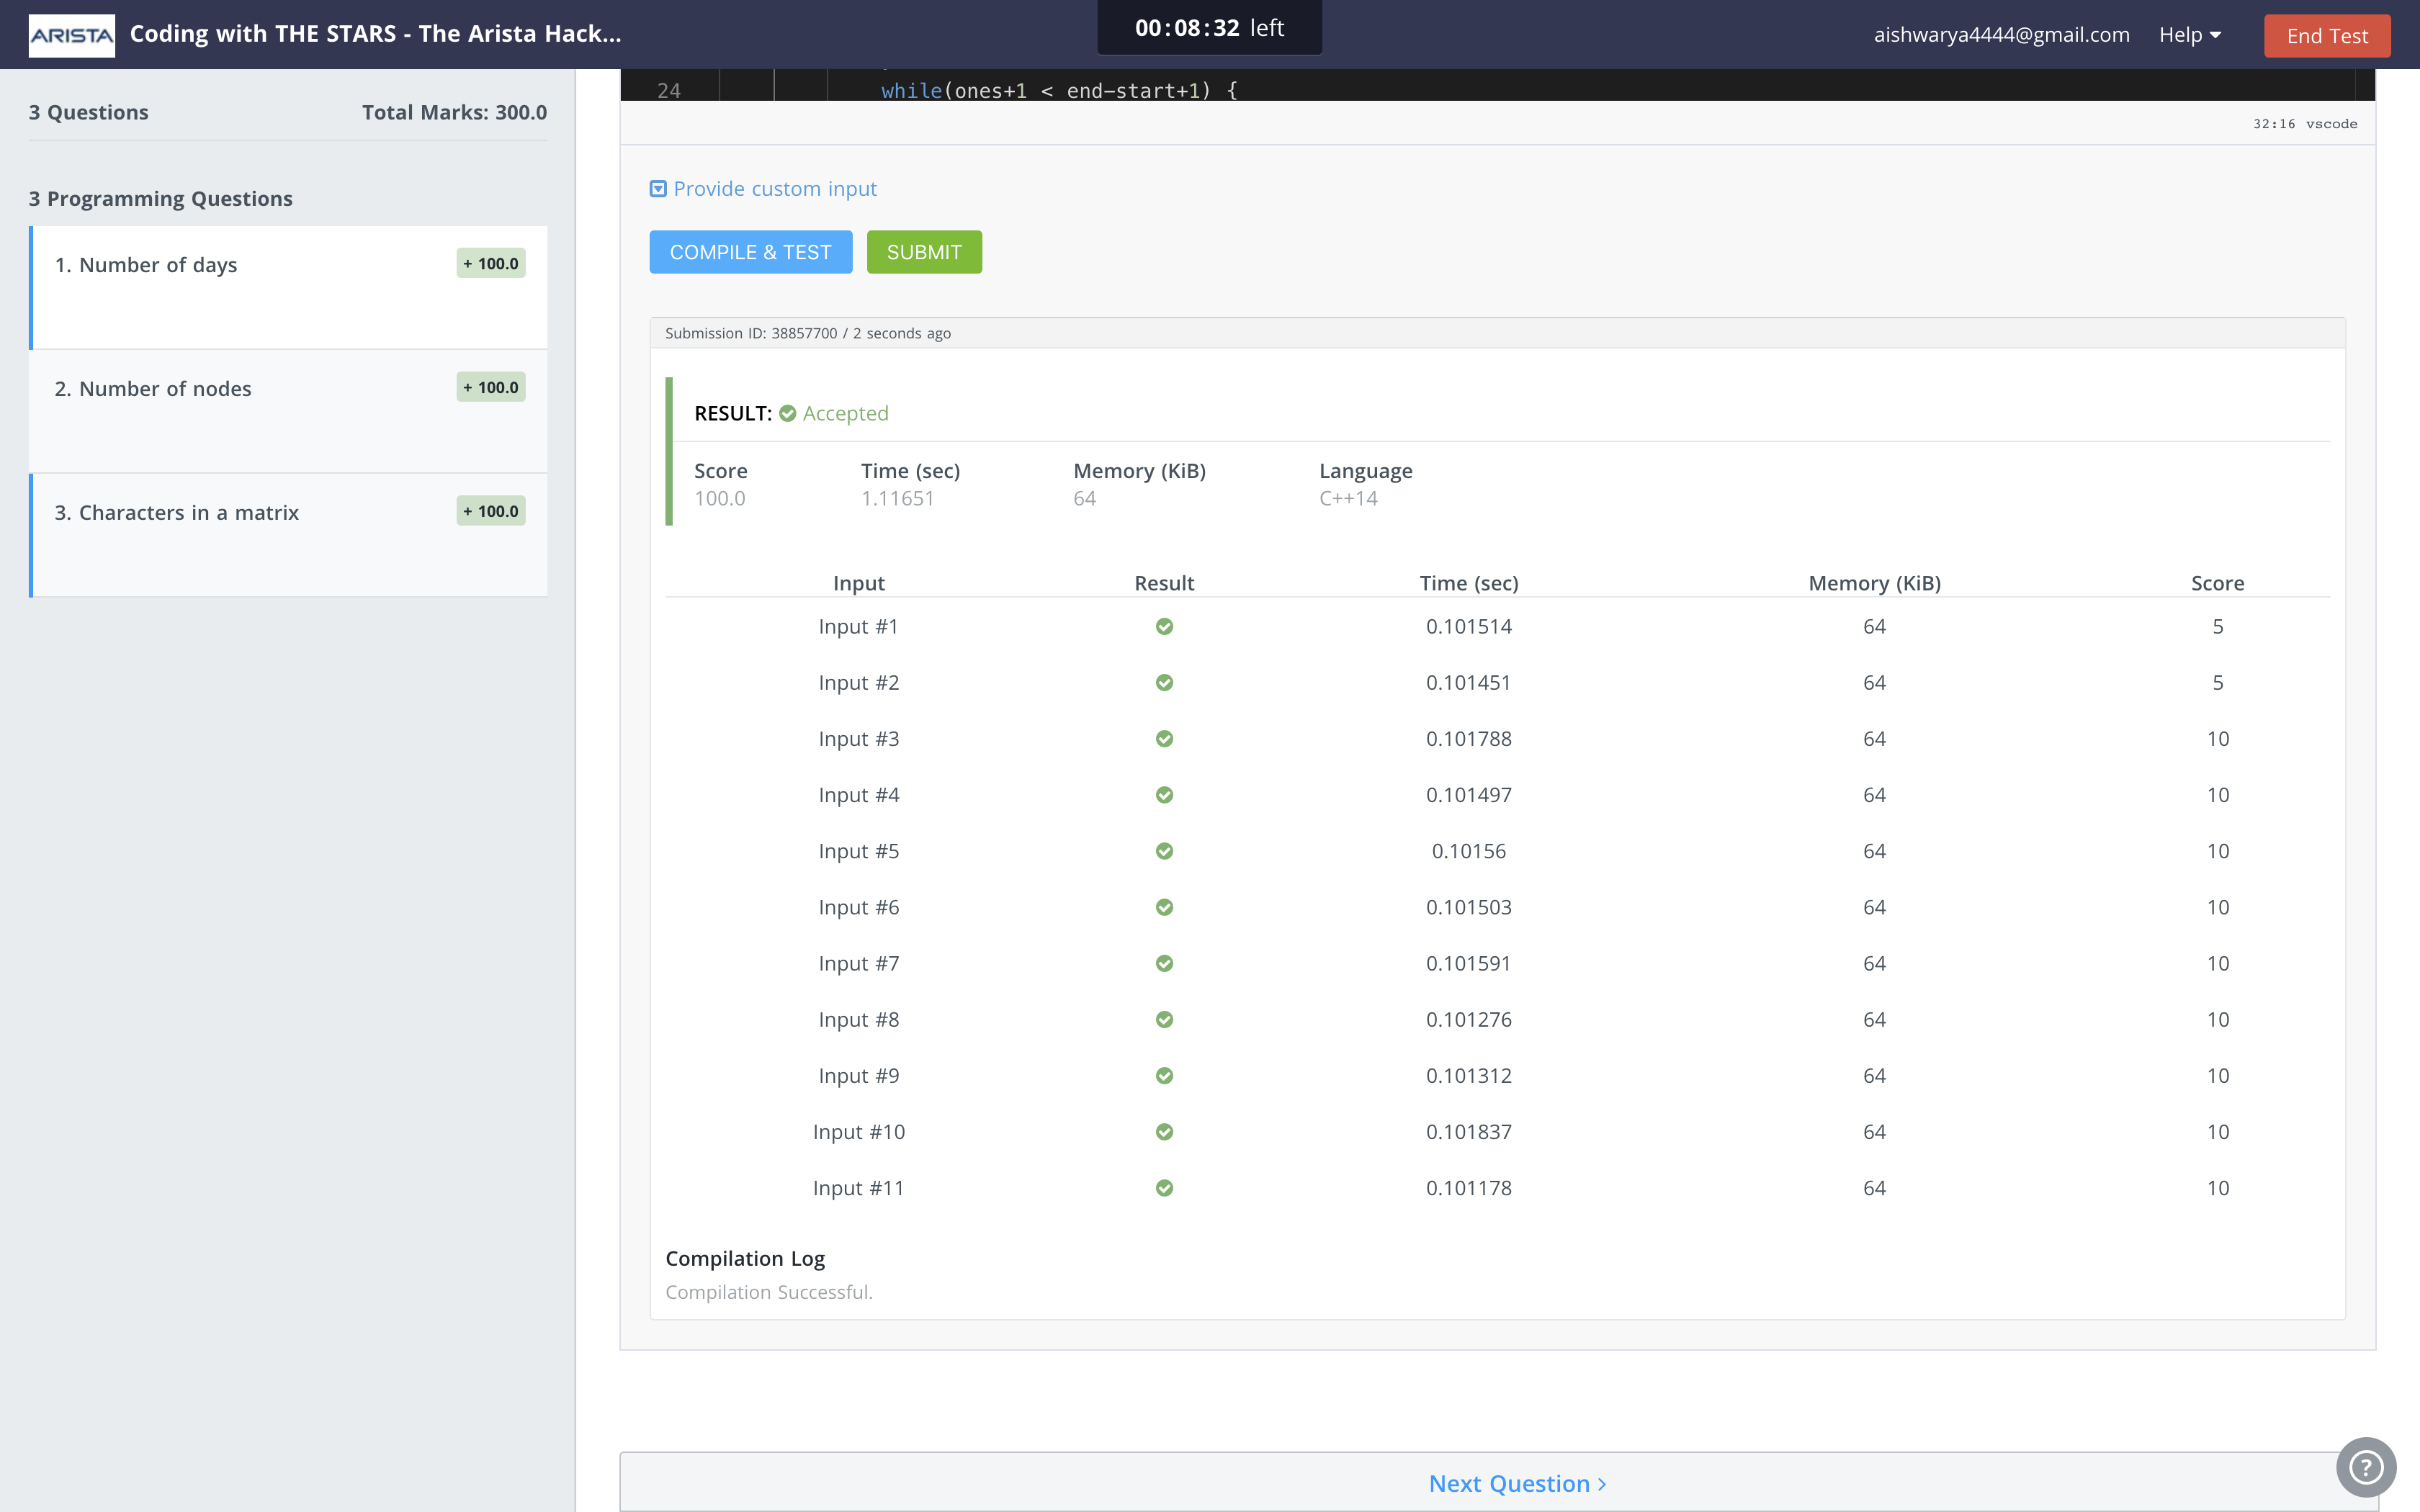 ARISTA Coding with THE STARS - The Arista Hack...
00:08:32 left
aishwarya4444@gmail.com Help End Test
3 Questions Total Marks: 300.0
3 Programming Questions
1. Number of days + 100.0
2. Number of nodes + 100.0
3. Characters in a matrix + 100.0
24 while(ones+1 < end-start+1) {
32:16 vscode
Provide custom input
COMPILE & TEST SUBMIT
Submission ID: 38857700 / 2 seconds ago
RESULT: Accepted
Score Time (sec) Memory (KiB) Language
100.0 1.11651 64 C++14
Input Result Time (sec) Memory (KiB) Score
Input #1 0.101514 64 5
Input #2 0.101451 64 5
Input #3 0.101788 64 10
Input #4 0.101497 64 10
Input #5 0.10156 64 10
Input #6 0.101503 64 10
Input #7 0.101591 64 10
Input #8 0.101276 64 10
Input #9 0.101312 64 10
Input #10 0.101837 64 10
Input #11 0.101178 64 10
Compilation Log
Compilation Successful.
Next Question >
?